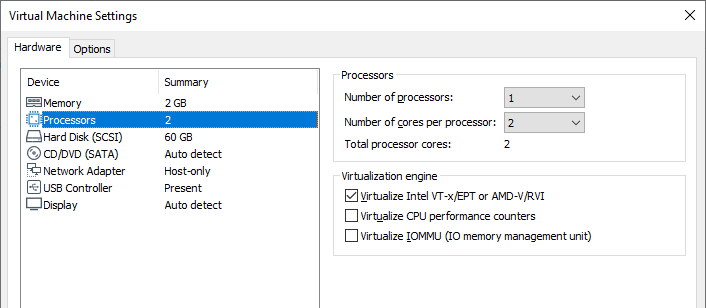 Virtual Machine Settings
Hardware Options
Device Summary
Memory 2 GB
Processors 2
Hard Disk (SCSI) 60 GB
CD/DVD (SATA) Auto detect
Network Adapter Host-only
USB Controller Present
Display Auto detect
Processors
Number of processors: 1
Number of cores per processor: 2
Total processor cores: 2
Virtualization engine
Virtualize Intel VT-x/EPT or AMD-V/RVI
Virtualize CPU performance counters
Virtualize IOMMU (IO memory management unit)